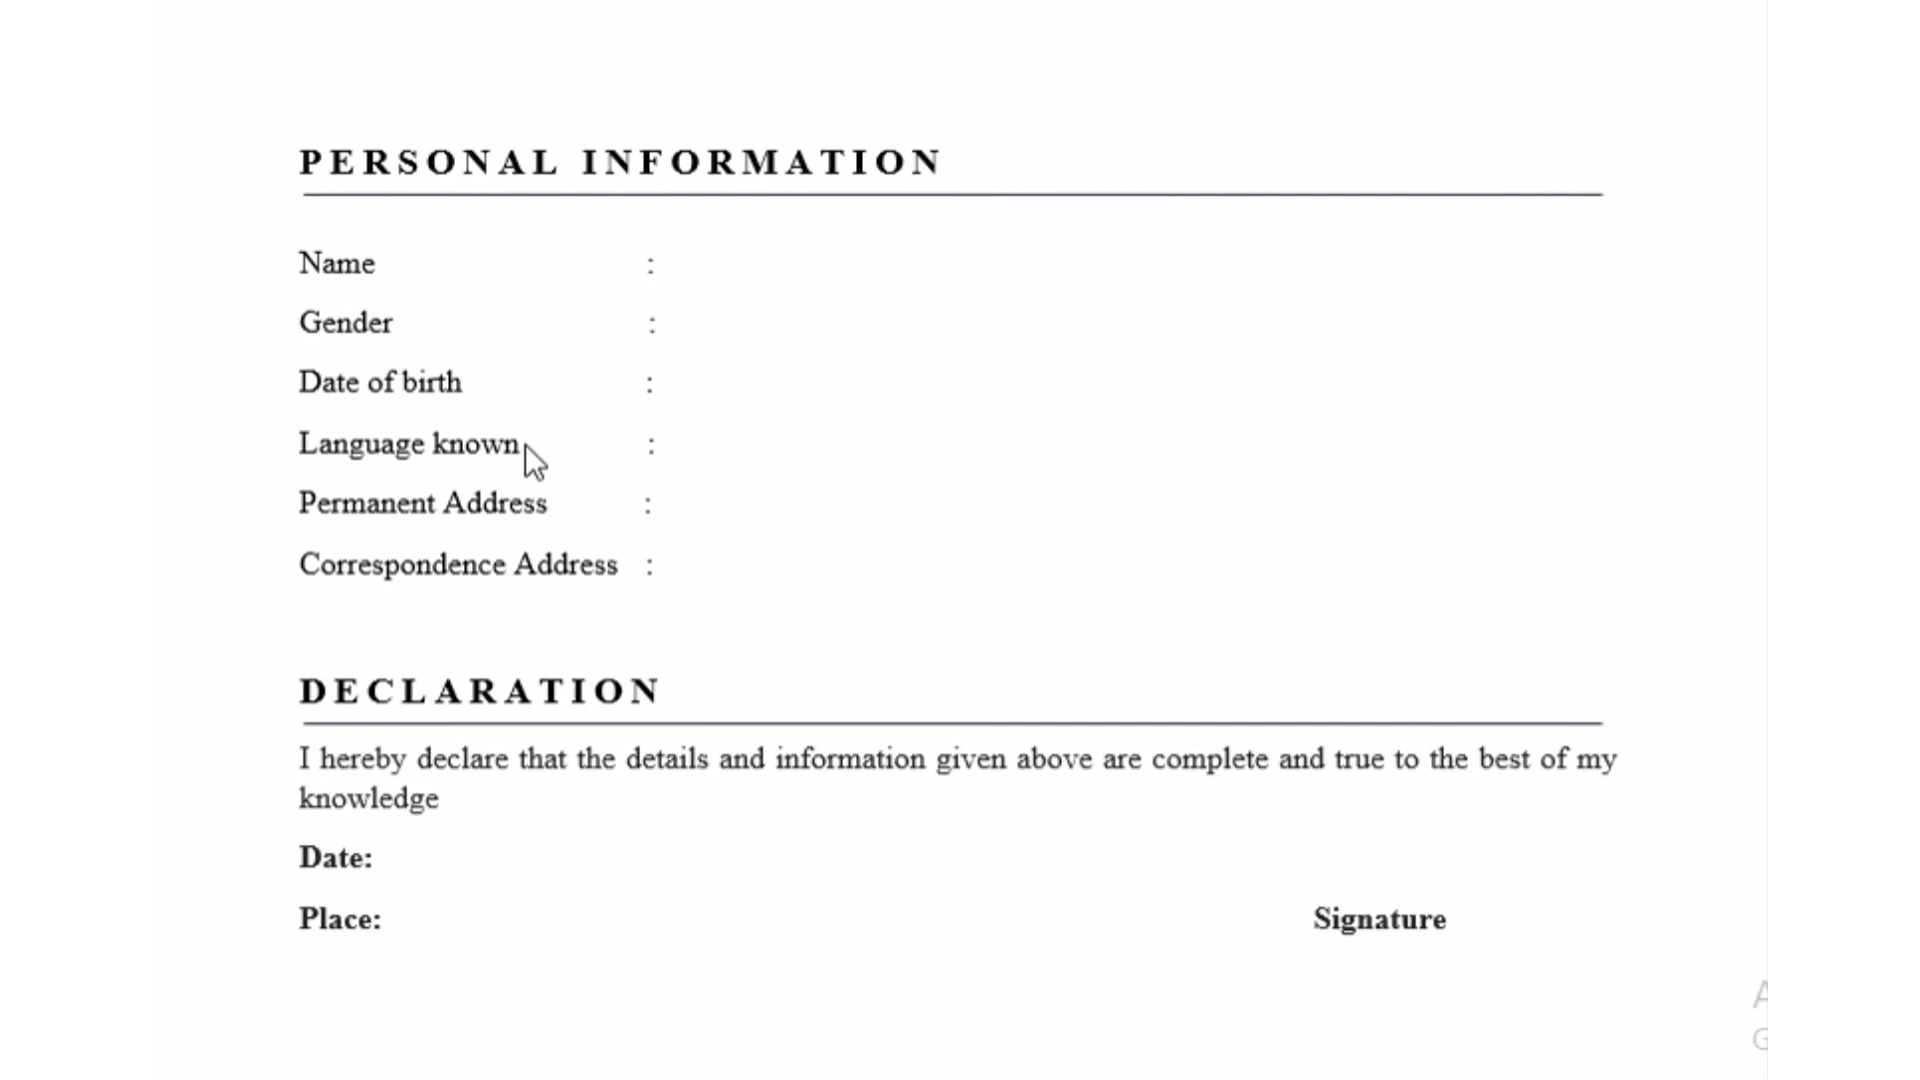 PERSONAL INFORMATION
Name :
Gender :
Date of birth :
Language known :
Permanent Address :
Correspondence Address :
DECLARATION
I hereby declare that the details and information given above are complete and true to the best of my
knowledge
Date:
Place: Signature